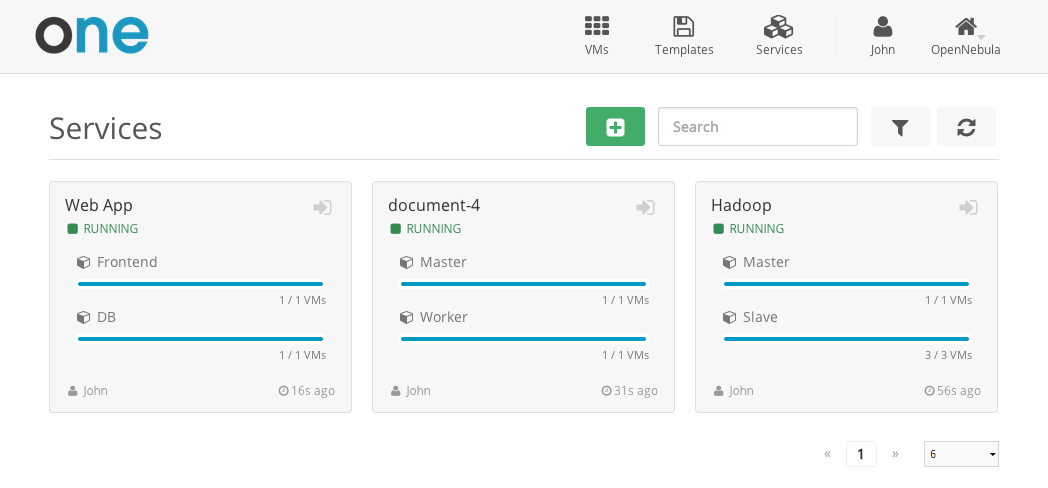 one
VMs Templates Services John OpenNebula
Services
Search
Web App document-4 Hadoop
RUNNING RUNNING RUNNING
Frontend Master Master
1 / 1 VMs 1 / 1 VMs 1 / 1 VMs
DB Worker Slave
1 / 1 VMs 1 / 1 VMs 3 / 3 VMs
John 16s ago John 31s ago John 56s ago
« 1 » 6